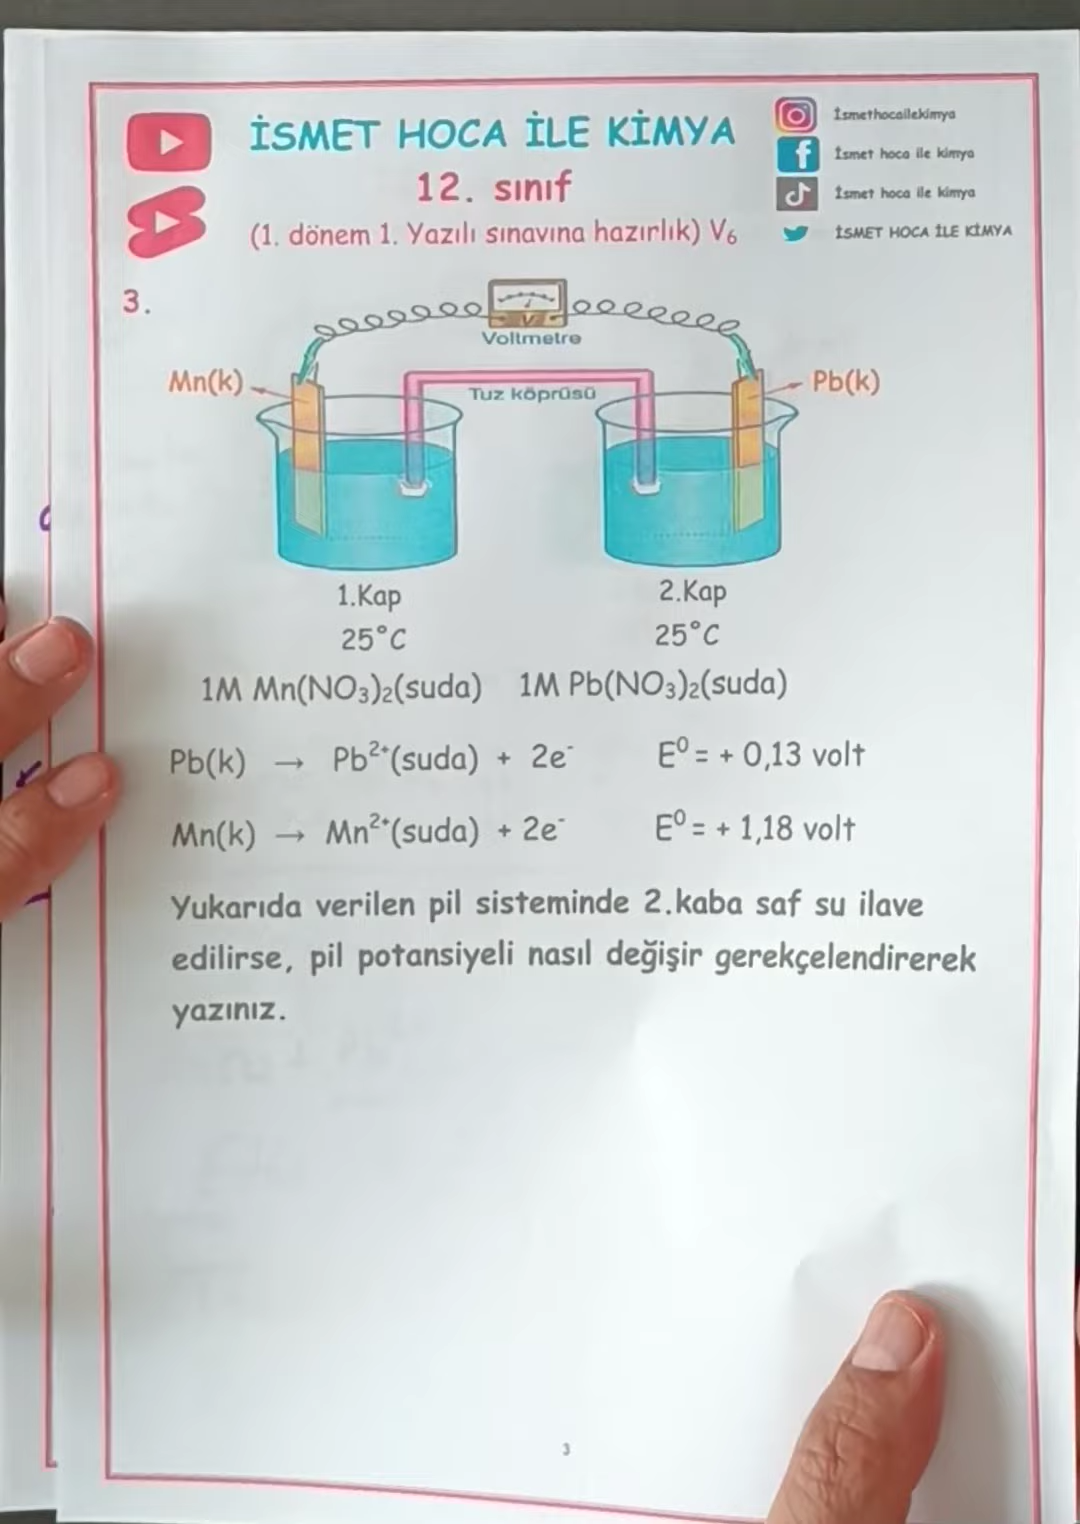 İSMET HOCA İLE KİMYA
12. sınıf
(1. dönem 1. Yazılı sınavına hazırlık) V₆
İsmethocailekimya
İsmet hoca ile kimya
İsmet hoca ile kimya
İSMET HOCA İLE KİMYA
3.
V
Voltmetre
Mn(k)
Tuz köprüsü
Pb(k)
1.Kap 2.Kap
25°C 25°C
1M Mn(NO₃)₂(suda) 1M Pb(NO₃)₂(suda)
Pb(k) → Pb²⁺(suda) + 2e⁻ E⁰ = + 0,13 volt
Mn(k) → Mn²⁺(suda) + 2e⁻ E⁰ = + 1,18 volt
Yukarıda verilen pil sisteminde 2.kaba saf su ilave
edilirse, pil potansiyeli nasıl değişir gerekçelendirerek
yazınız.
3